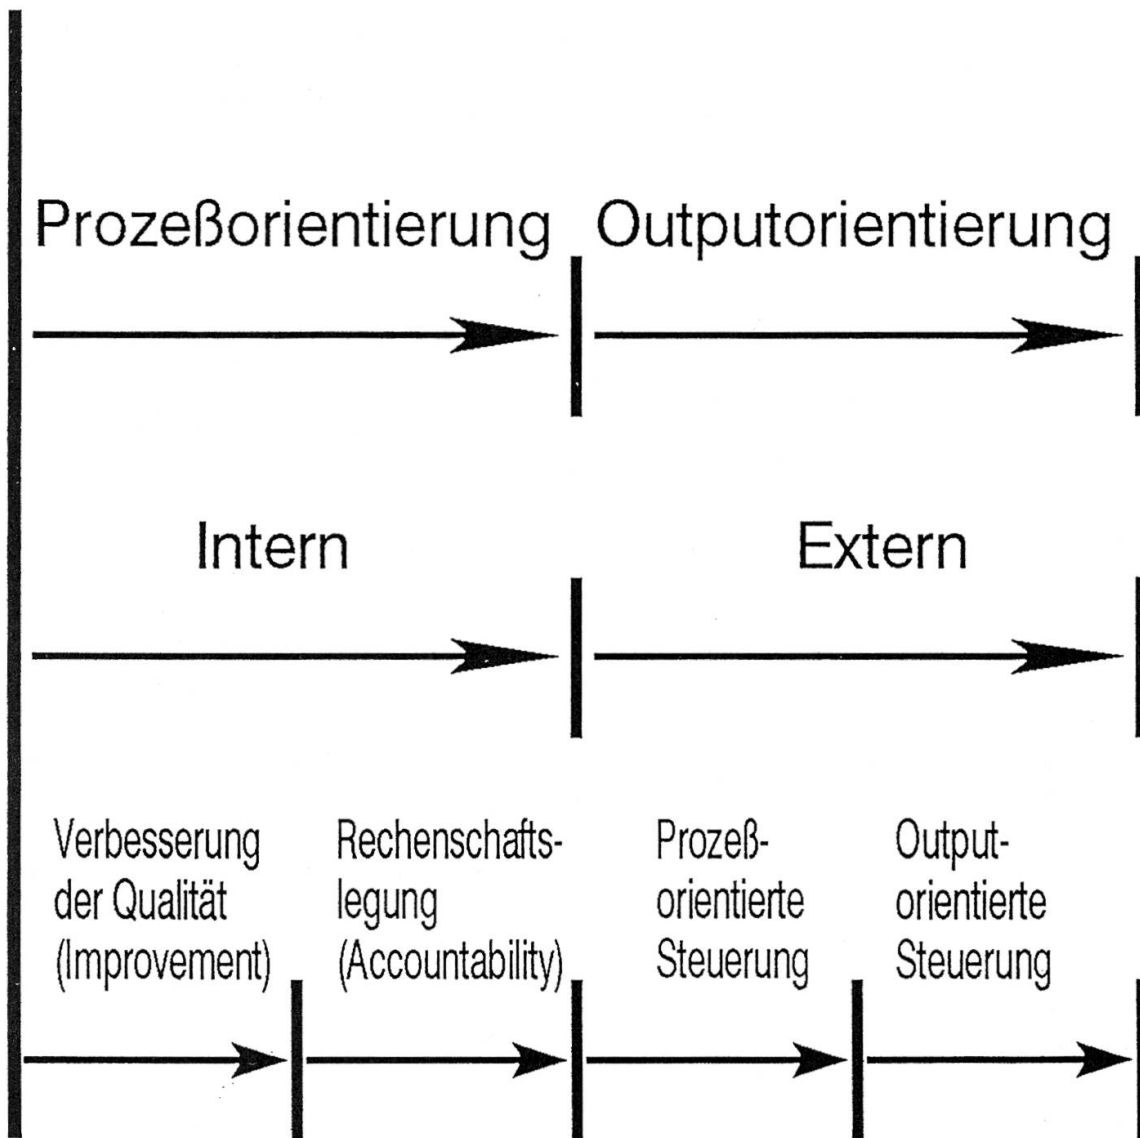 Prozeßorientierung
Outputorientierung
Intern
Extern
Verbesserung
der Qualität
(Improvement)
Rechenschafts-
legung
(Accountability)
Prozeß-
orientierte
Steuerung
Output-
orientierte
Steuerung